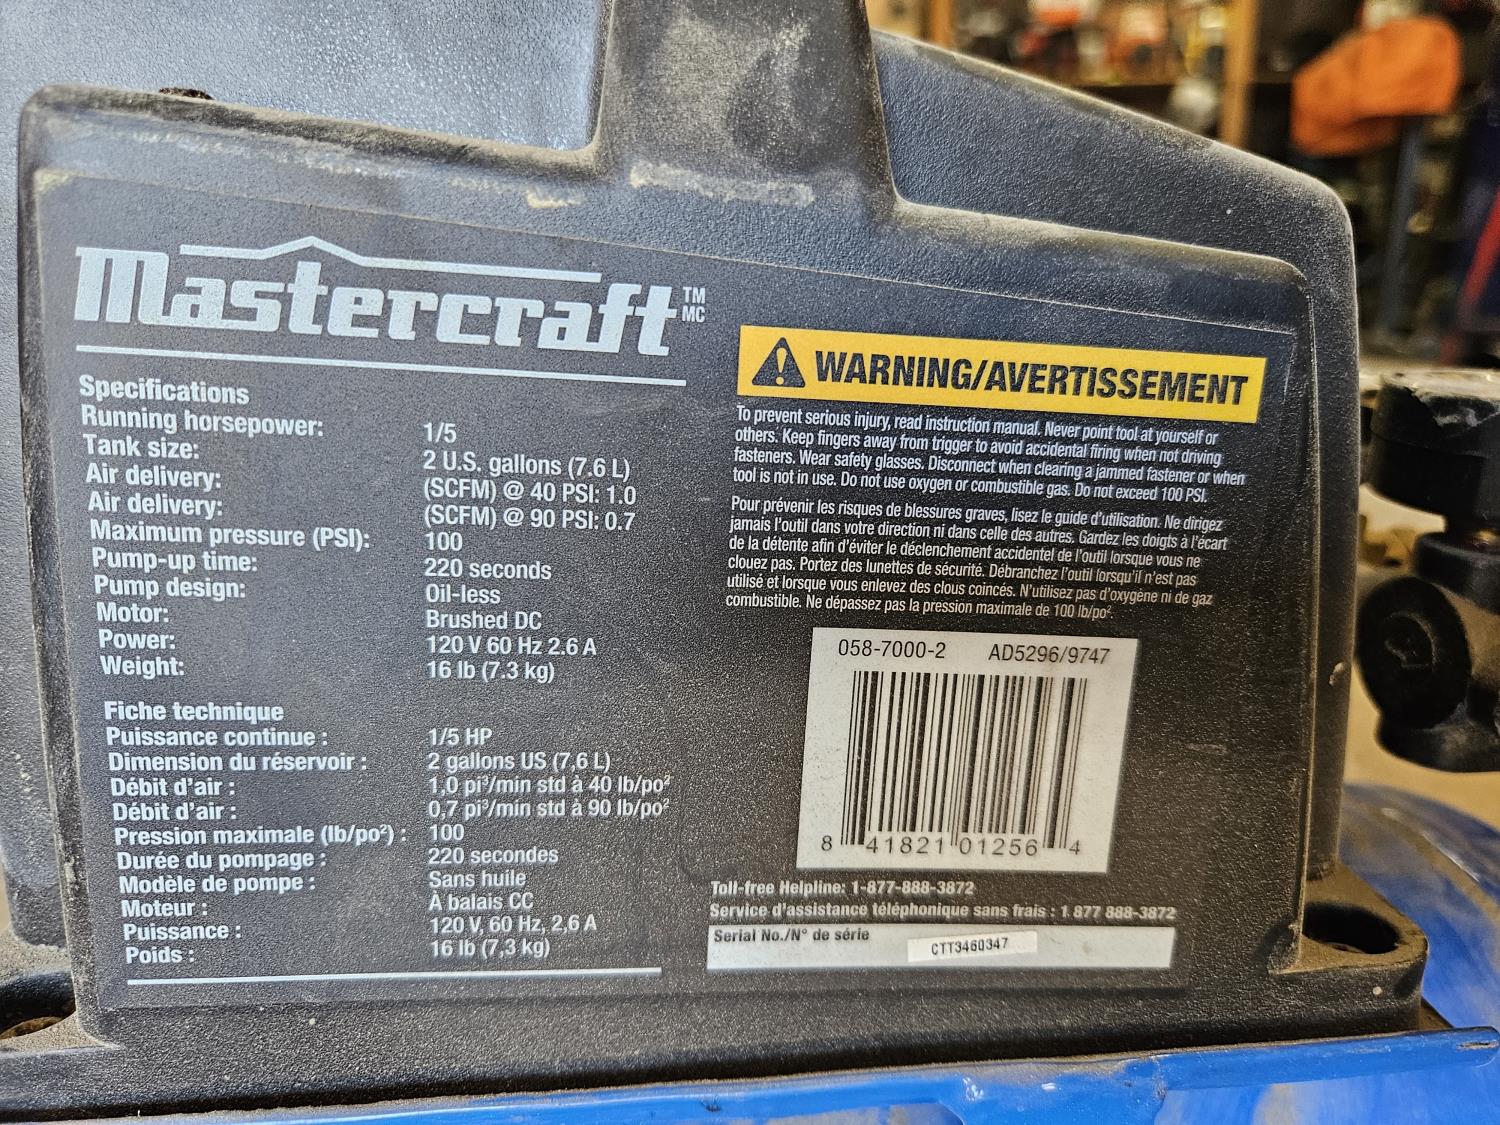 Mastercraft TM MC
Specifications
Running horsepower: 1/5
Tank size: 2 U.S. gallons (7.6 L)
Air delivery: (SCFM) @ 40 PSI: 1.0
Air delivery: (SCFM) @ 90 PSI: 0.7
Maximum pressure (PSI): 100
Pump-up time: 220 seconds
Pump design: Oil-less
Motor: Brushed DC
Power: 120 V 60 Hz 2.6 A
Weight: 16 lb (7.3 kg)
Fiche technique
Puissance continue : 1/5 HP
Dimension du réservoir : 2 gallons US (7,6 L)
Débit d'air : 1,0 pi³/min std à 40 lb/po²
Débit d'air : 0,7 pi³/min std à 90 lb/po²
Pression maximale (lb/po²) : 100
Durée du pompage : 220 secondes
Modèle de pompe : Sans huile
Moteur : À balais CC
Puissance : 120 V, 60 Hz, 2,6 A
Poids : 16 lb (7,3 kg)
WARNING/AVERTISSEMENT
To prevent serious injury, read instruction manual. Never point tool at yourself or
others. Keep fingers away from trigger to avoid accidental firing when not driving
fasteners. Wear safety glasses. Disconnect when clearing a jammed fastener or when
tool is not in use. Do not use oxygen or combustible gas. Do not exceed 100 PSI.
Pour prévenir les risques de blessures graves, lisez le guide d'utilisation. Ne dirigez
jamais l'outil dans votre direction ni dans celle des autres. Gardez les doigts à l'écart
de la détente afin d'éviter le déclenchement accidentel de l'outil lorsque vous ne
clouez pas. Portez des lunettes de sécurité. Débranchez l'outil lorsqu'il n'est pas
utilisé et lorsque vous enlevez des clous coincés. N'utilisez pas d'oxygène ni de gaz
combustible. Ne dépassez pas la pression maximale de 100 lb/po².
058-7000-2 AD5296/9747
8 41821 01256 4
Toll-free Helpline: 1-877-888-3872
Service d'assistance téléphonique sans frais : 1 877 888-3872
Serial No./N° de série CTT3460347